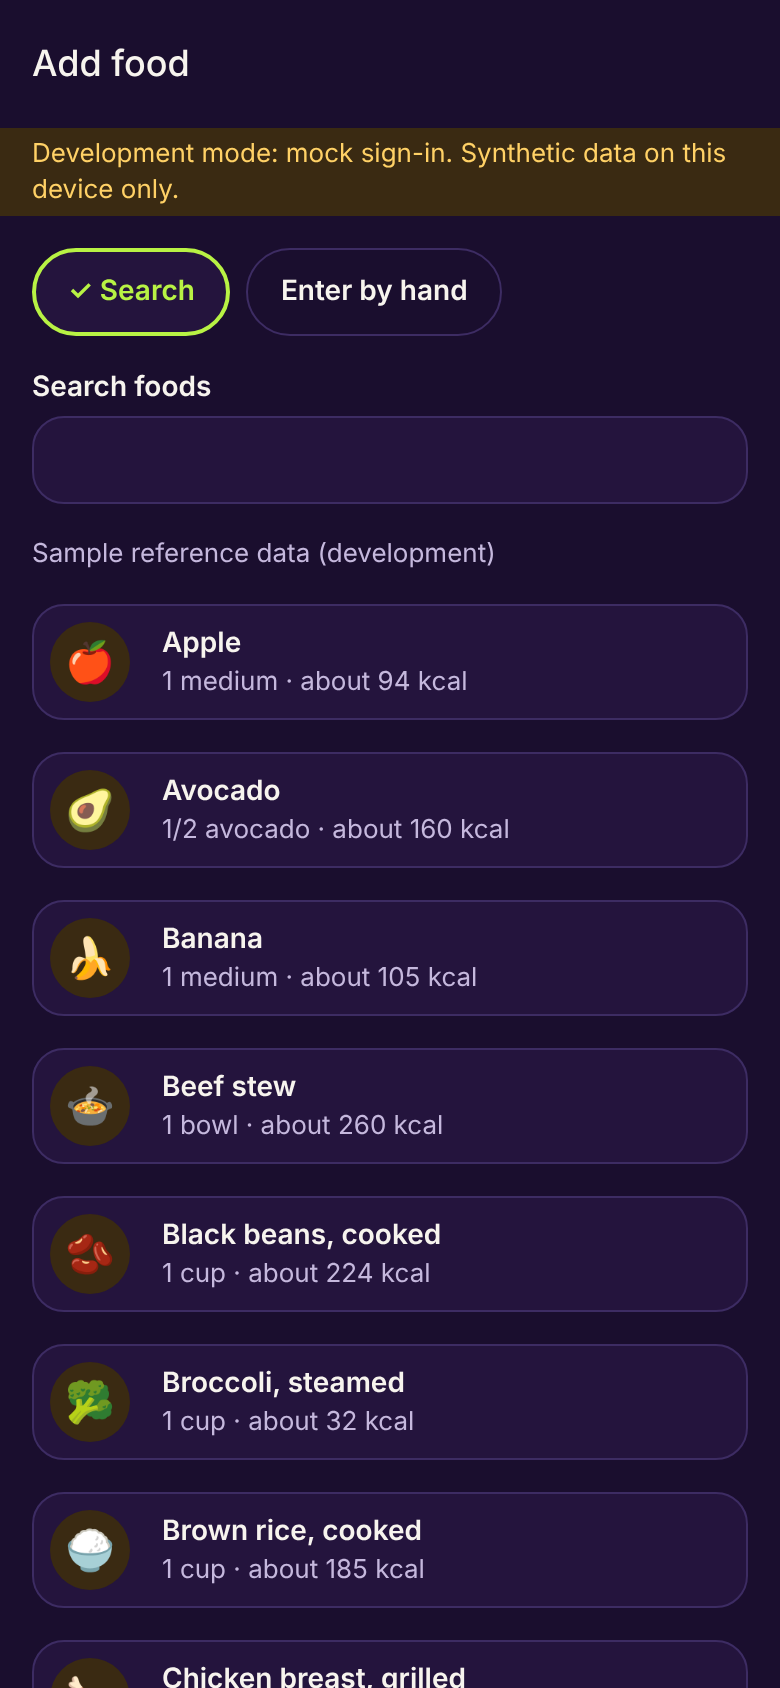 Add food
Development mode: mock sign-in. Synthetic data on this
device only.
✓ Search
Enter by hand
Search foods
Sample reference data (development)
Apple
1 medium · about 94 kcal
Avocado
1/2 avocado · about 160 kcal
Banana
1 medium · about 105 kcal
Beef stew
1 bowl · about 260 kcal
Black beans, cooked
1 cup · about 224 kcal
Broccoli, steamed
1 cup · about 32 kcal
Brown rice, cooked
1 cup · about 185 kcal
Chicken breast, grilled